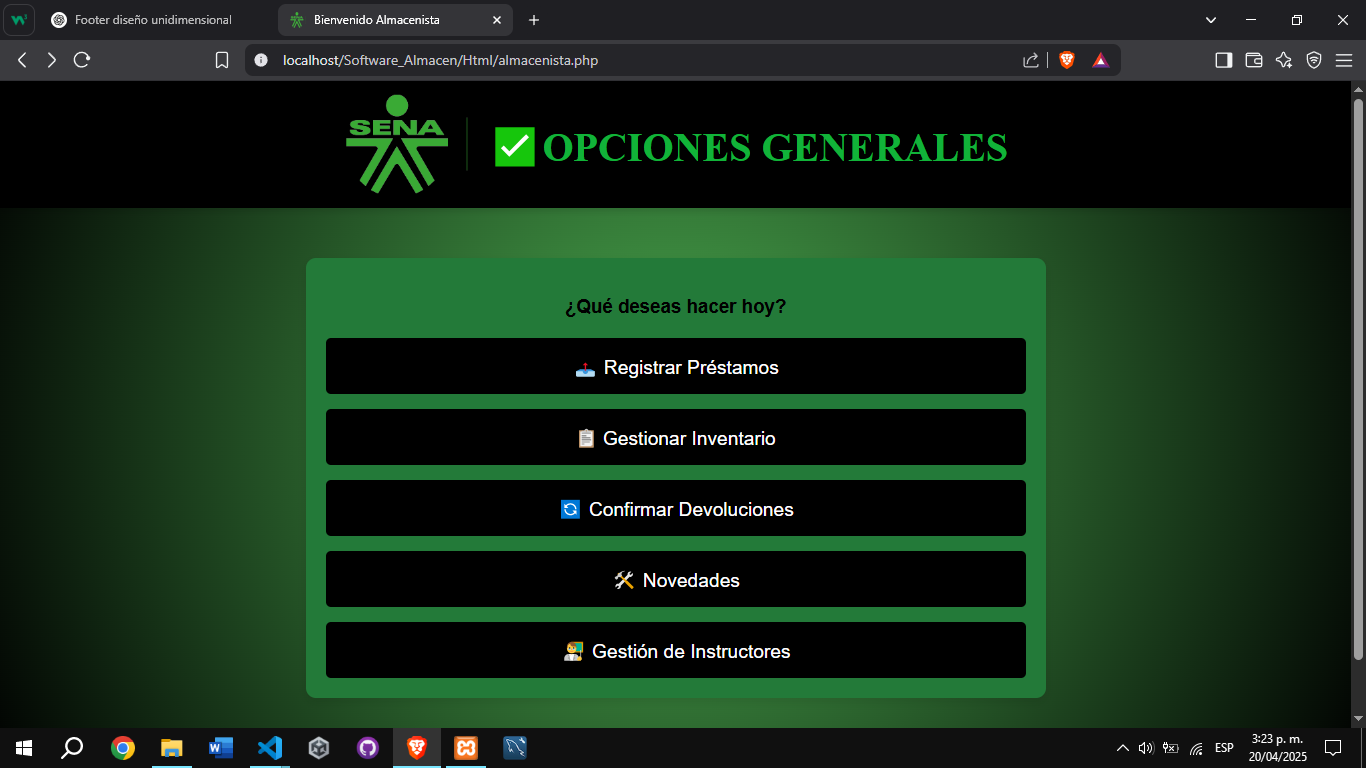 Footer diseño unidimensional
Bienvenido Almacenista
localhost/Software_Almacen/Html/almacenista.php
SENA
✅ OPCIONES GENERALES
¿Qué deseas hacer hoy?
📤 Registrar Préstamos
📋 Gestionar Inventario
🔄 Confirmar Devoluciones
🛠️ Novedades
👨‍🏫 Gestión de Instructores
ESP
3:23 p. m.
20/04/2025